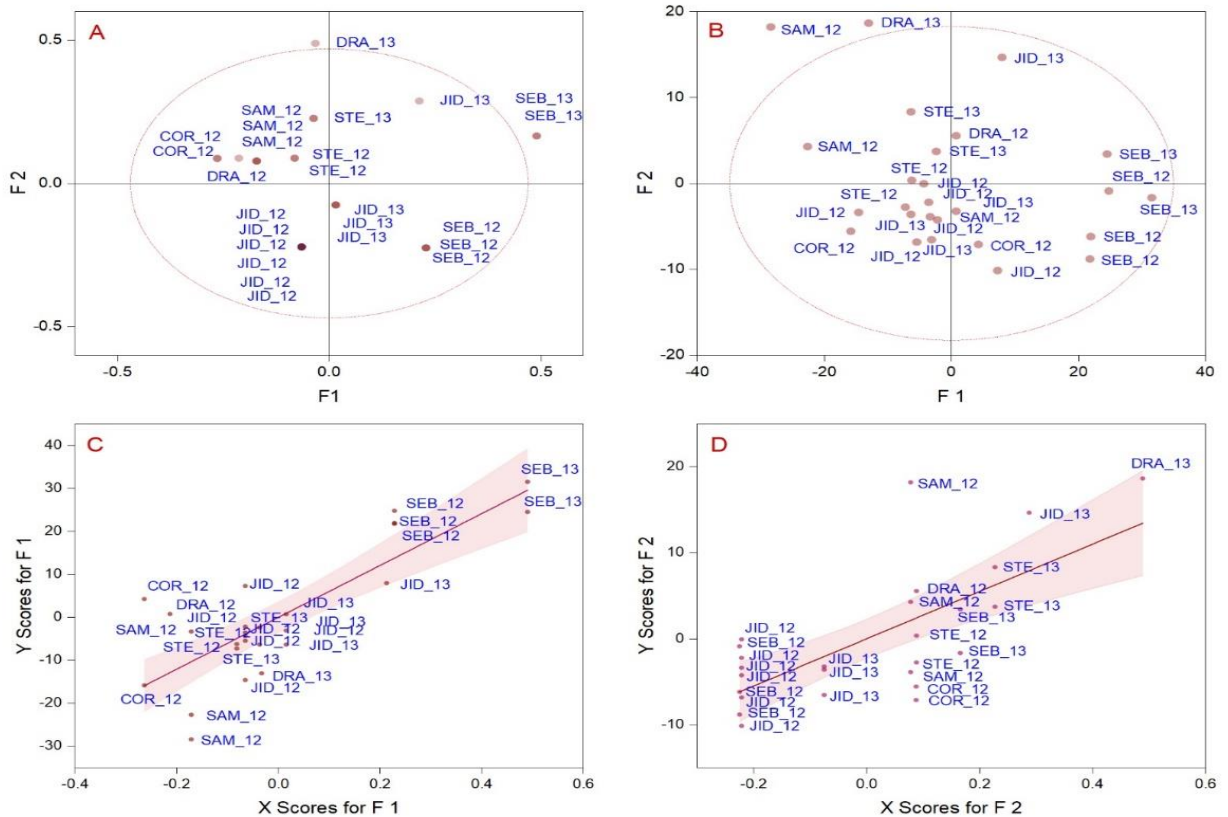 A
0.5
0.0
-0.5
F 2
-0.5
0.0
0.5
F1
DRA_13
JID_13
SEB_13
SEB_13
SAM_12
SAM_12
SAM_12
STE_13
COR_12
COR_12
DRA_12
STE_12
STE_12
JID_12
JID_12
JID_12
JID_12
JID_12
JID_12
JID_13
JID_13
JID_13
SEB_12
SEB_12
SEB_12
B
20
10
0
-10
-20
F 2
-40
-20
0
20
40
F 1
SAM_12
DRA_13
JID_13
STE_13
DRA_12
SAM_12
STE_13
SEB_13
STE_12
JID_12
SEB_12
STE_12
JID_12
JID_12
JID_13
SEB_13
SAM_12
COR_12
JID_13
JID_12
COR_12
SEB_12
JID_12
JID_13
JID_12
SEB_12
C
40
30
20
10
0
-10
-20
-30
Y Scores for F 1
-0.4
-0.2
0.0
0.2
0.4
0.6
X Scores for F 1
SEB_13
SEB_13
SEB_12
SEB_12
SEB_12
COR_12
JID_12
JID_13
DRA_12
JID_13
JID_12
STE_13
JID_13
SAM_12
STE_12
JID_12
JID_12
STE_12
JID_12
JID_13
STE_13
DRA_13
COR_12
JID_12
SAM_12
SAM_12
D
20
10
0
-10
Y Scores for F 2
-0.2
0.0
0.2
0.4
0.6
X Scores for F 2
DRA_13
SAM_12
JID_13
STE_13
DRA_12
SAM_12
STE_13
SEB_13
JID_12
STE_12
SEB_12
SEB_13
JID_12
JID_13
STE_12
JID_12
JID_13
SAM_12
JID_12
SEB_12
JID_13
COR_12
JID_12
COR_12
SEB_12
JID_12